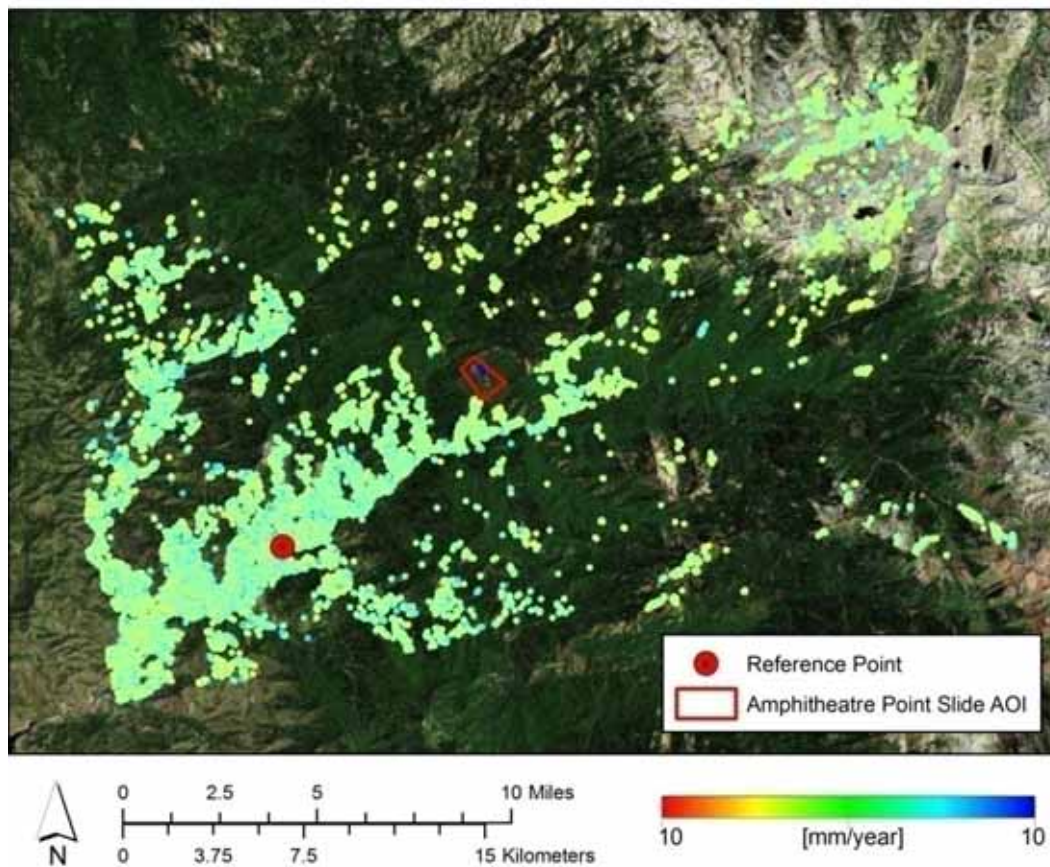 Reference Point
Amphitheatre Point Slide AOI
0 2.5 5 10 Miles
0 3.75 7.5 15 Kilometers
N
10 [mm/year] 10